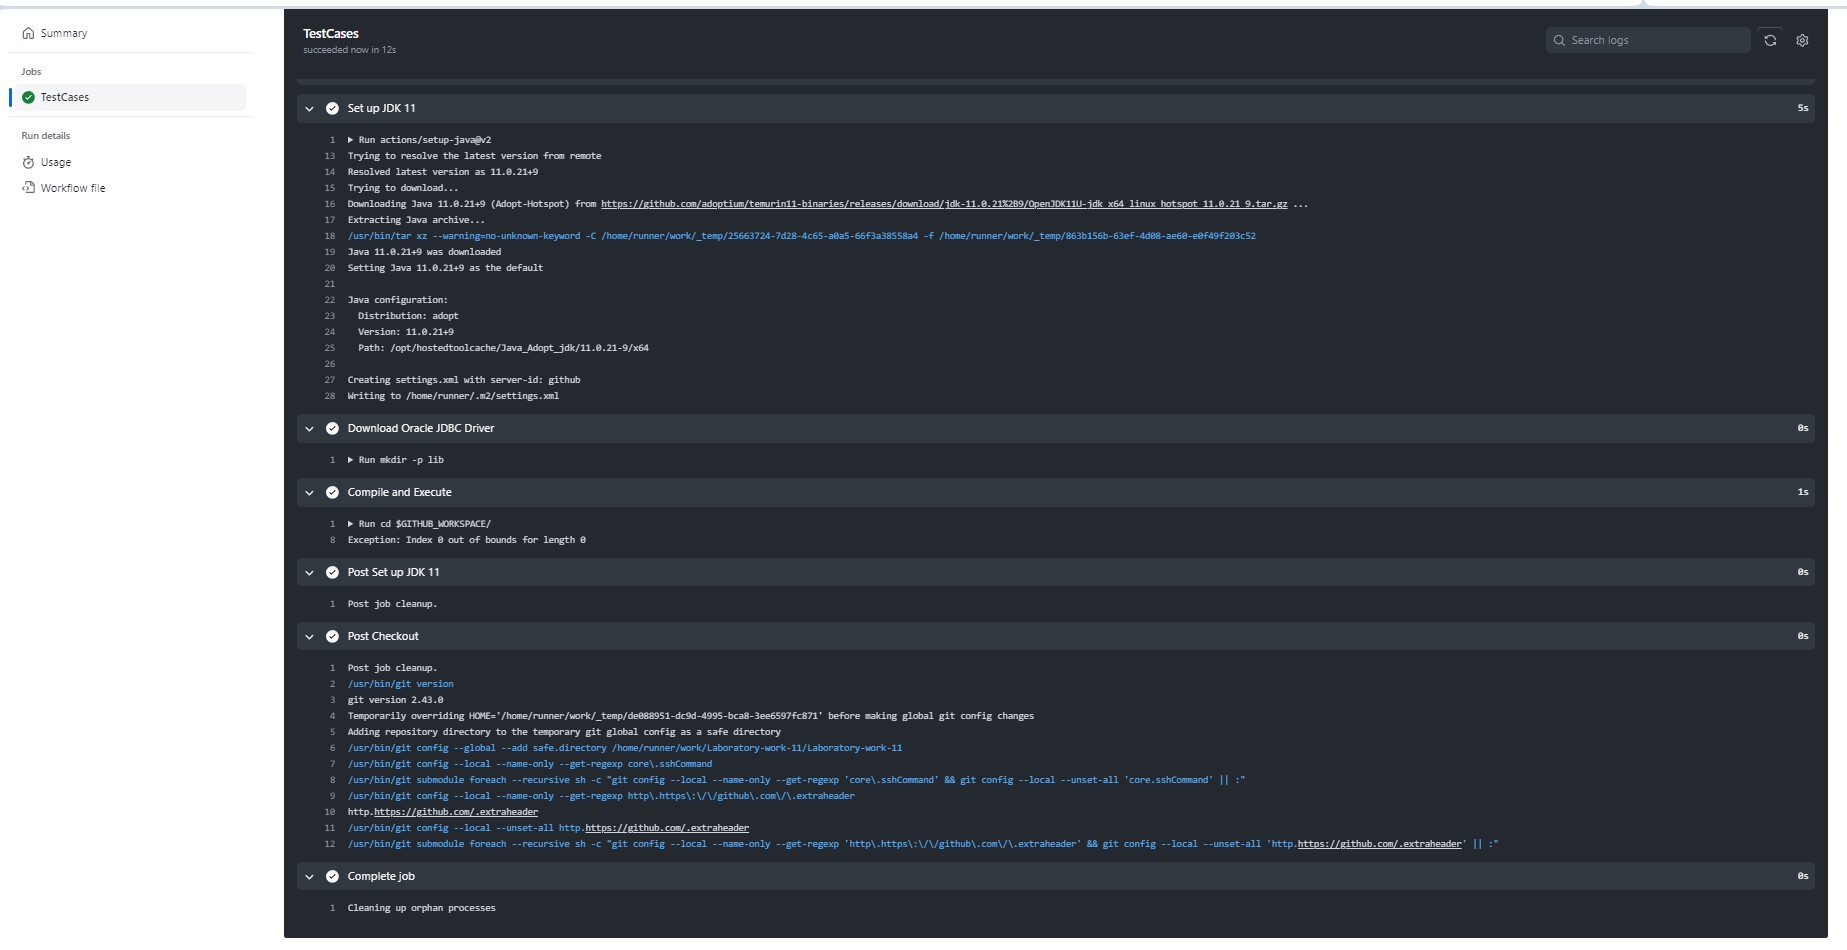 Summary
Jobs
TestCases
Run details
Usage
Workflow file
TestCases
succeeded now in 12s
Search logs
Set up JDK 11 5s
1 Run actions/setup-java@v2
13 Trying to resolve the latest version from remote
14 Resolved latest version as 11.0.21+9
15 Trying to download...
16 Downloading Java 11.0.21+9 (Adopt-Hotspot) from https://github.com/adoptium/temurin11-binaries/releases/download/jdk-11.0.21%2B9/OpenJDK11U-jdk_x64_linux_hotspot_11.0.21_9.tar.gz ...
17 Extracting Java archive...
18 /usr/bin/tar xz --warning=no-unknown-keyword -C /home/runner/work/_temp/25663724-7d28-4c65-a0a5-66f3a38558a4 -f /home/runner/work/_temp/863b156b-63ef-4d08-ae60-e0f49f203c52
19 Java 11.0.21+9 was downloaded
20 Setting Java 11.0.21+9 as the default
21
22 Java configuration:
23 Distribution: adopt
24 Version: 11.0.21+9
25 Path: /opt/hostedtoolcache/Java_Adopt_jdk/11.0.21-9/x64
26
27 Creating settings.xml with server-id: github
28 Writing to /home/runner/.m2/settings.xml
Download Oracle JDBC Driver 0s
1 Run mkdir -p lib
Compile and Execute 1s
1 Run cd $GITHUB_WORKSPACE/
8 Exception: Index 0 out of bounds for length 0
Post Set up JDK 11 0s
1 Post job cleanup.
Post Checkout 0s
1 Post job cleanup.
2 /usr/bin/git version
3 git version 2.43.0
4 Temporarily overriding HOME='/home/runner/work/_temp/de088951-dc9d-4995-bca8-3ee6597fc871' before making global git config changes
5 Adding repository directory to the temporary git global config as a safe directory
6 /usr/bin/git config --global --add safe.directory /home/runner/work/Laboratory-work-11/Laboratory-work-11
7 /usr/bin/git config --local --name-only --get-regexp core\.sshCommand
8 /usr/bin/git submodule foreach --recursive sh -c "git config --local --name-only --get-regexp 'core\.sshCommand' && git config --local --unset-all 'core.sshCommand' || :"
9 /usr/bin/git config --local --name-only --get-regexp http\.https\:\/\/github\.com\/\.extraheader
10 http.https://github.com/.extraheader
11 /usr/bin/git config --local --unset-all http.https://github.com/.extraheader
12 /usr/bin/git submodule foreach --recursive sh -c "git config --local --name-only --get-regexp 'http\.https\:\/\/github\.com\/\.extraheader' && git config --local --unset-all 'http.https://github.com/.extraheader' || :"
Complete job 0s
1 Cleaning up orphan processes